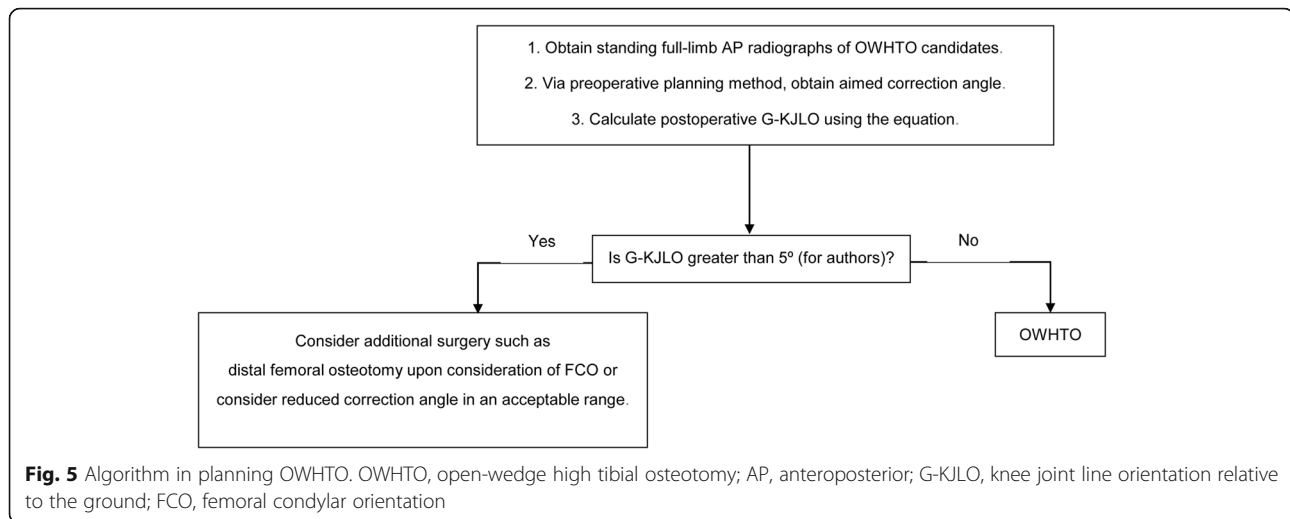 1. Obtain standing full-limb AP radiographs of OWHTO candidates.
2. Via preoperative planning method, obtain aimed correction angle.
3. Calculate postoperative G-KJLO using the equation.
Yes
No
Is G-KJLO greater than 5º (for authors)?
Consider additional surgery such as
distal femoral osteotomy upon consideration of FCO or
consider reduced correction angle in an acceptable range.
OWHTO
Fig. 5 Algorithm in planning OWHTO. OWHTO, open-wedge high tibial osteotomy; AP, anteroposterior; G-KJLO, knee joint line orientation relative
to the ground; FCO, femoral condylar orientation